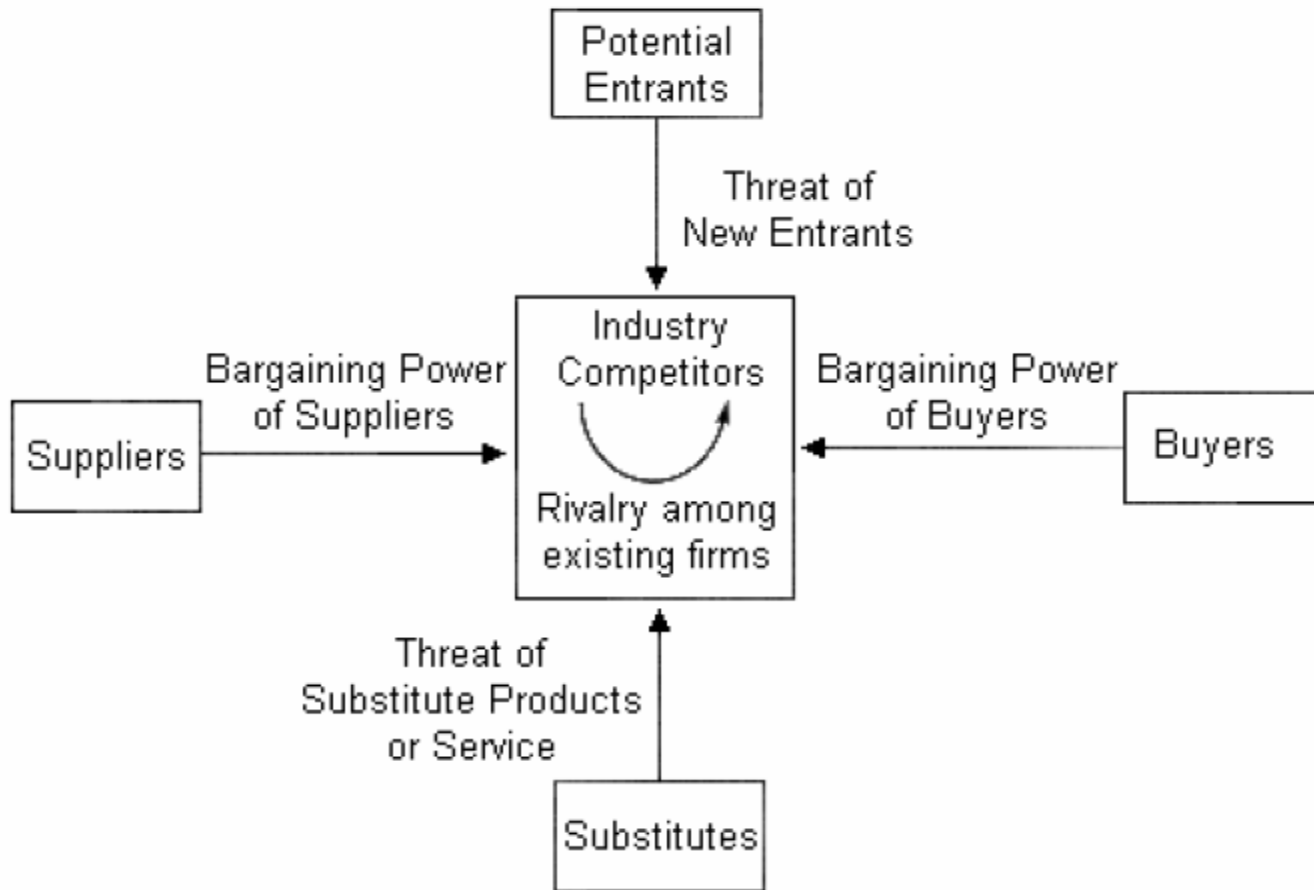 Potential
Entrants
Threat of
New Entrants
Industry
Competitors
Bargaining Power
of Suppliers
Bargaining Power
of Buyers
Suppliers
Buyers
Rivalry among
existing firms
Threat of
Substitute Products
or Service
Substitutes